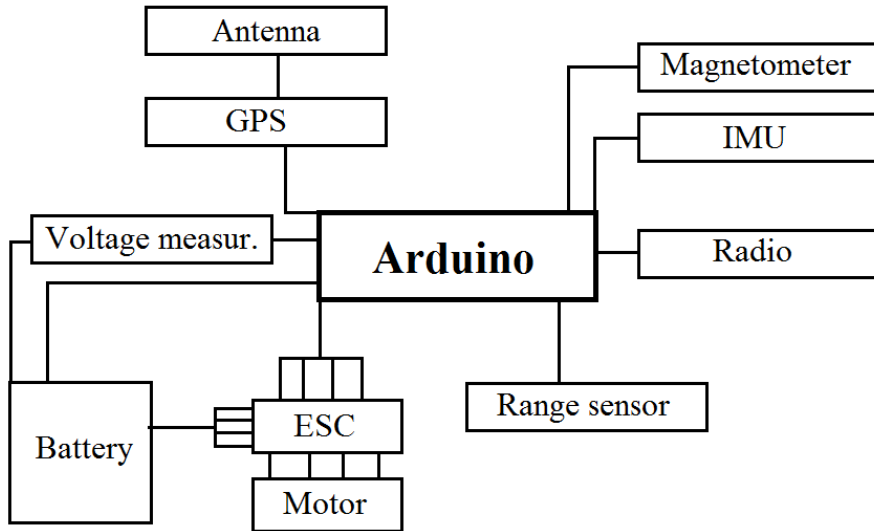 Antenna
Magnetometer
GPS
IMU
Voltage measur.
Arduino
Radio
Range sensor
ESC
Battery
Motor